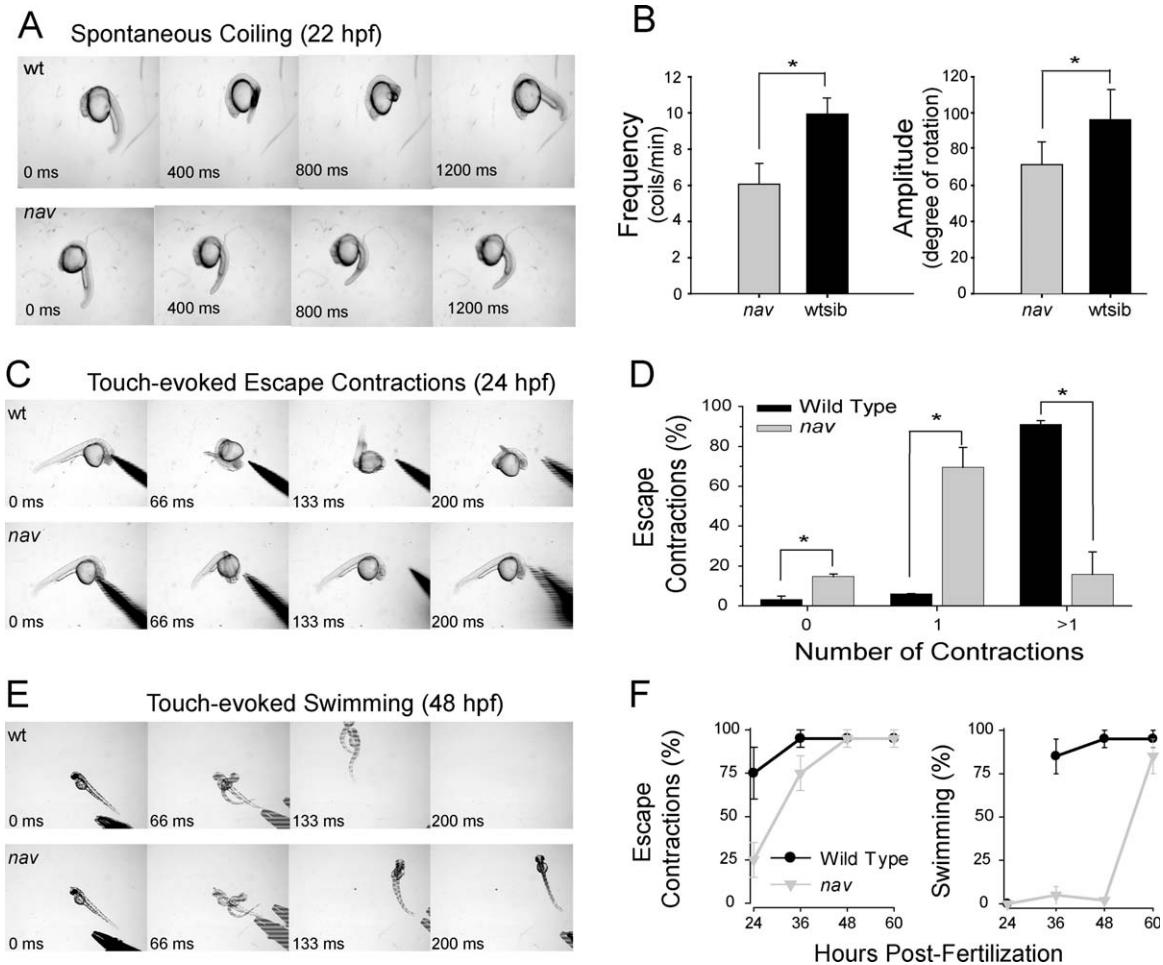 A Spontaneous Coiling (22 hpf)
wt
0 ms 400 ms 800 ms 1200 ms
nav
0 ms 400 ms 800 ms 1200 ms
B
Frequency
(coils/min)
12
10
8
6
4
2
0
nav wtsib
*
Amplitude
(degree of rotation)
120
100
80
60
40
20
0
nav wtsib
*
C Touch-evoked Escape Contractions (24 hpf)
wt
0 ms 66 ms 133 ms 200 ms
nav
0 ms 66 ms 133 ms 200 ms
D
Escape
Contractions (%)
100
80
60
40
20
0
Wild Type
nav
* * *
0 1 >1
Number of Contractions
E Touch-evoked Swimming (48 hpf)
wt
0 ms 66 ms 133 ms 200 ms
nav
0 ms 66 ms 133 ms 200 ms
F
Escape
Contractions (%)
100
75
50
25
0
Wild Type
nav
24 36 48 60
Swimming (%)
100
75
50
25
0
24 36 48 60
Hours Post-Fertilization